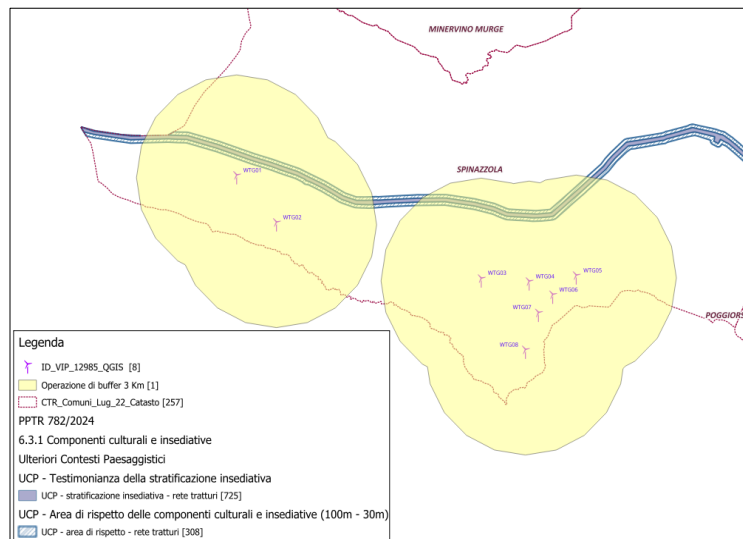 MINERVINO MURGE
SPINAZZOLA
WTG01
WTG02
WTG03
WTG04
WTG05
WTG06
WTG07
WTG08
POGGIORS
Legenda
ID_VIP_12985_QGIS [8]
Operazione di buffer 3 Km [1]
CTR_Comuni_Lug_22_Catasto [257]
PPTR 782/2024
6.3.1 Componenti culturali e insediative
Ulteriori Contesti Paesaggistici
UCP - Testimonianza della stratificazione insediativa
UCP - stratificazione insediativa - rete tratturi [725]
UCP - Area di rispetto delle componenti culturali e insediative (100m - 30m)
UCP - area di rispetto - rete tratturi [308]